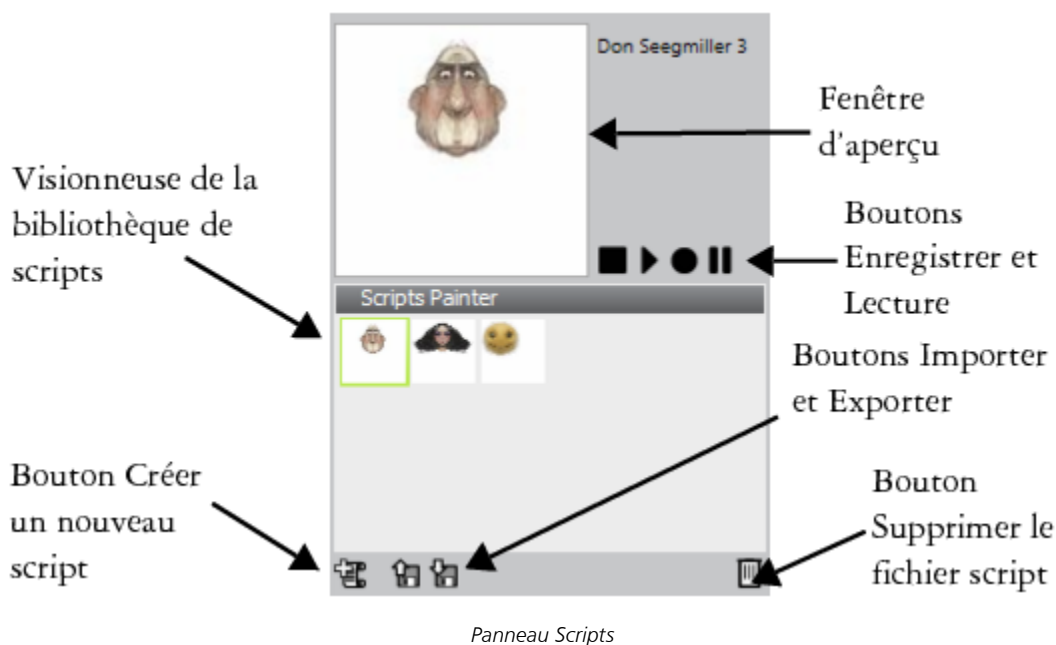 Don Seegmiller 3
Fenêtre
d'aperçu
Visionneuse de la
bibliothèque de
scripts
Boutons
Enregistrer et
Lecture
Scripts Painter
Boutons Importer
et Exporter
Bouton Créer
un nouveau
script
Bouton
Supprimer le
fichier script
Panneau Scripts